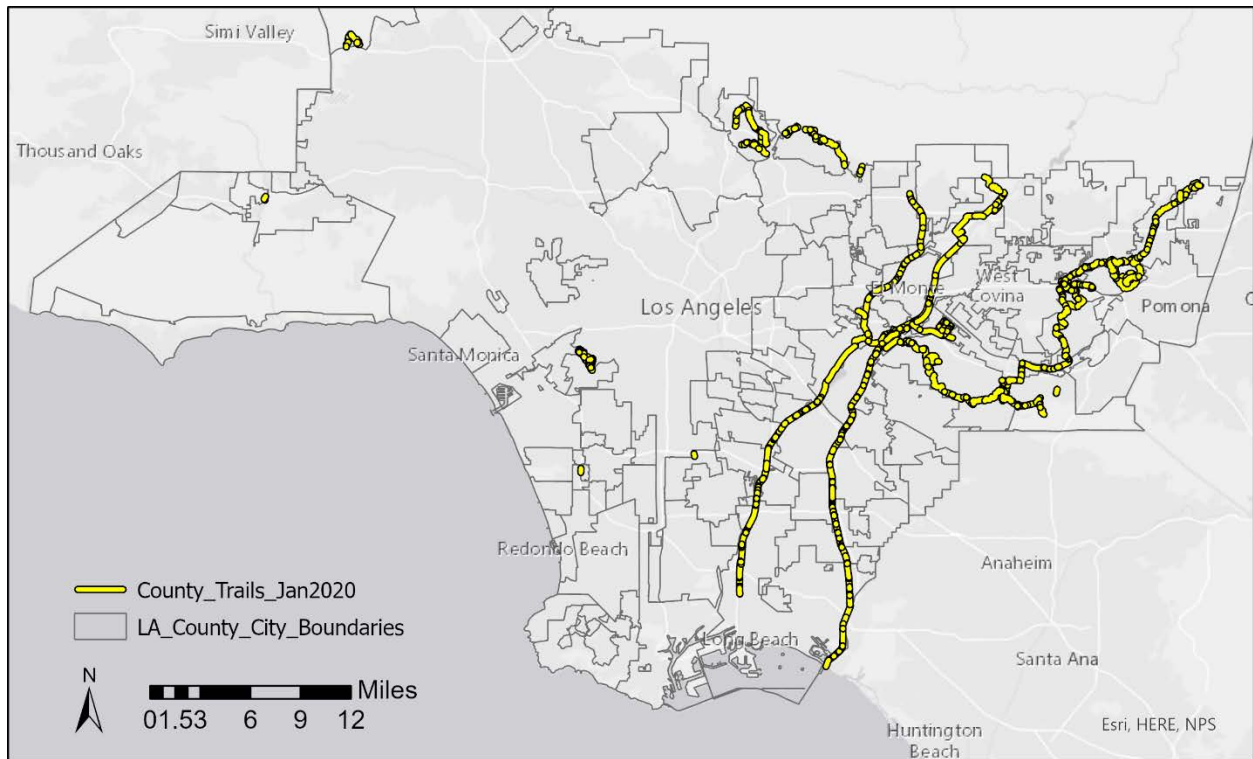 Simi Valley
Thousand Oaks
El Monte
West
Covina
Los Angeles
Pomona
Santa Monica
Redondo Beach
Anaheim
County_Trails_Jan2020
LA_County_City_Boundaries
Long Beach
Santa Ana
N
Miles
01.53 6 9 12
Huntington
Beach
Esri, HERE, NPS